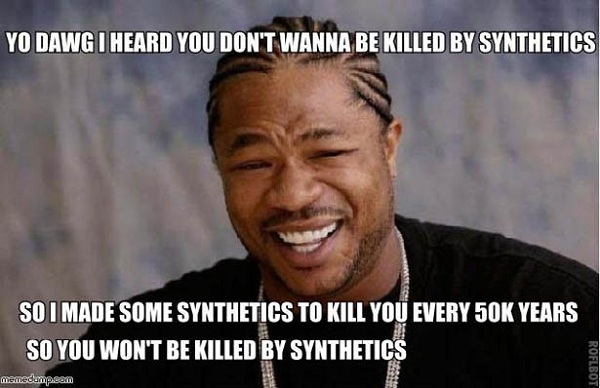 YO DAWG I HEARD YOU DON'T WANNA BE KILLED BY SYNTHETICS
SO I MADE SOME SYNTHETICS TO KILL YOU EVERY 50K YEARS
SO YOU WON'T BE KILLED BY SYNTHETICS
memedump.com
ROFLBOT